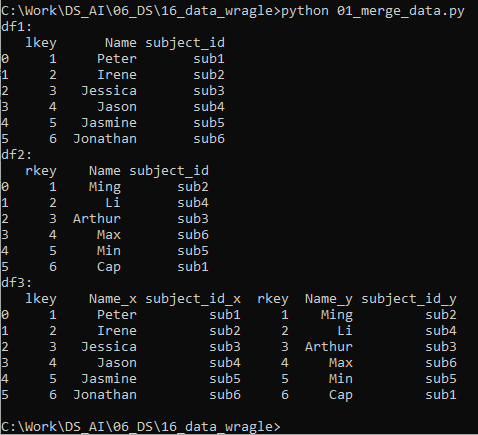 C:\Work\DS_AI\06_DS\16_data_wragle>python 01_merge_data.py
df1:
   lkey      Name subject_id
0     1     Peter       sub1
1     2     Irene       sub2
2     3   Jessica       sub3
3     4     Jason       sub4
4     5   Jasmine       sub5
5     6  Jonathan       sub6
df2:
   rkey    Name subject_id
0     1    Ming       sub2
1     2      Li       sub4
2     3  Arthur       sub3
3     4     Max       sub6
4     5     Min       sub5
5     6     Cap       sub1
df3:
   lkey    Name_x subject_id_x  rkey  Name_y subject_id_y
0     1     Peter         sub1     1    Ming         sub2
1     2     Irene         sub2     2      Li         sub4
2     3   Jessica         sub3     3  Arthur         sub3
3     4     Jason         sub4     4     Max         sub6
4     5   Jasmine         sub5     5     Min         sub5
5     6  Jonathan         sub6     6     Cap         sub1
C:\Work\DS_AI\06_DS\16_data_wragle>